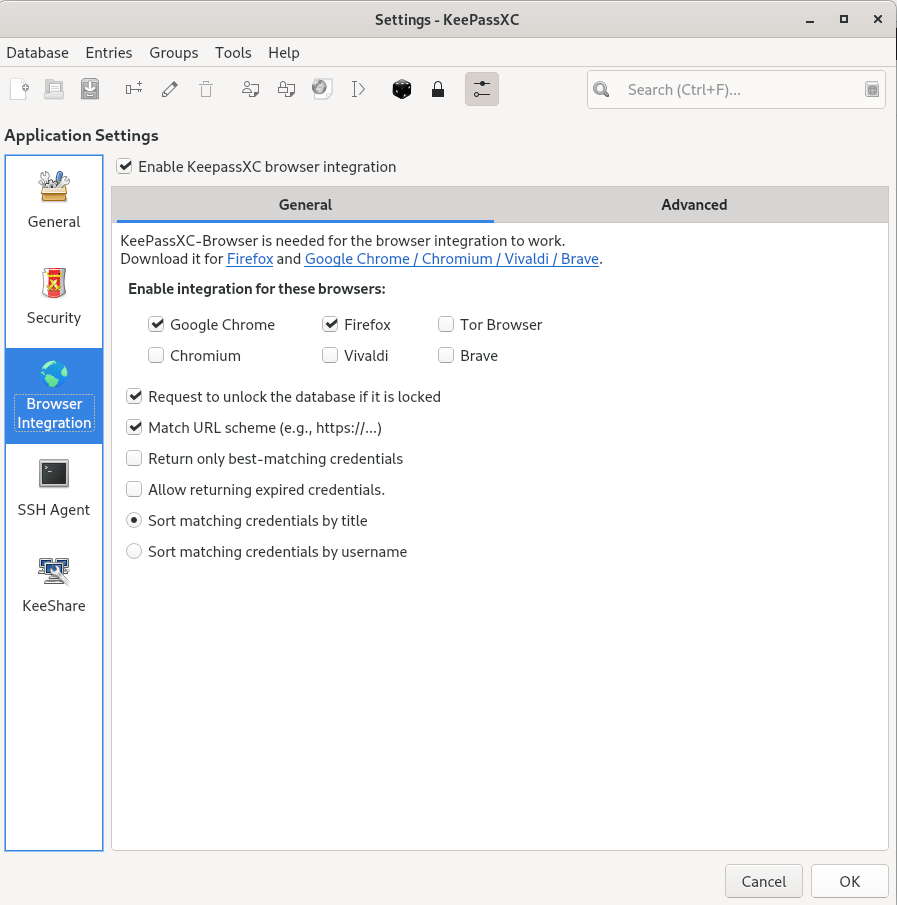 Settings - KeePassXC
Database Entries Groups Tools Help
Search (Ctrl+F)...
Application Settings
General
Security
Browser
Integration
SSH Agent
KeeShare
Enable KeepassXC browser integration
General Advanced
KeePassXC-Browser is needed for the browser integration to work.
Download it for Firefox and Google Chrome / Chromium / Vivaldi / Brave.
Enable integration for these browsers:
Google Chrome Firefox Tor Browser
Chromium Vivaldi Brave
Request to unlock the database if it is locked
Match URL scheme (e.g., https://...)
Return only best-matching credentials
Allow returning expired credentials.
Sort matching credentials by title
Sort matching credentials by username
Cancel OK